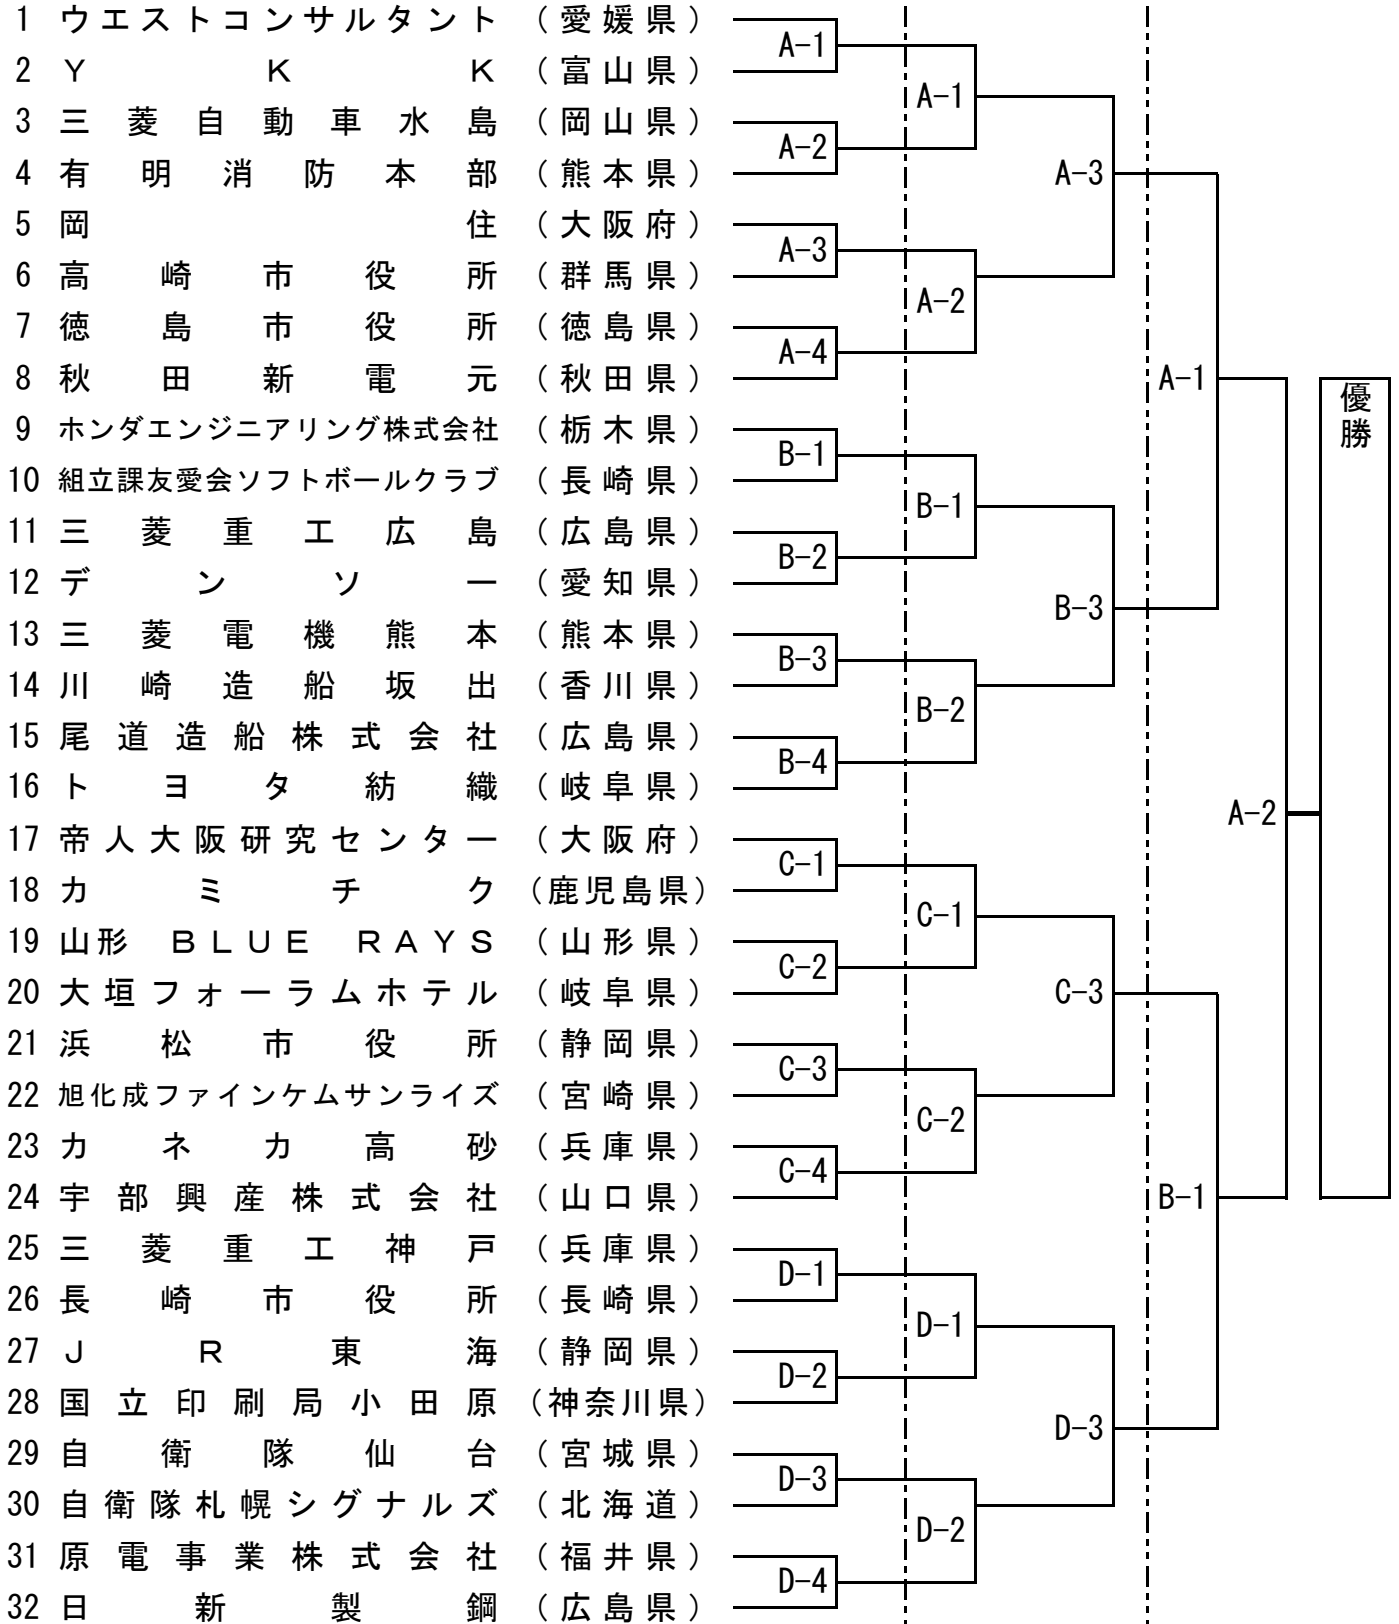 1 ウエストコンサルタント （愛媛県）
2 ＹＫＫ （富山県）
3 三菱自動車水島 （岡山県）
4 有明消防本部 （熊本県）
5 岡住 （大阪府）
6 高崎市役所 （群馬県）
7 徳島市役所 （徳島県）
8 秋田新電元 （秋田県）
9 ホンダエンジニアリング株式会社 （栃木県）
10 組立課友愛会ソフトボールクラブ （長崎県）
11 三菱重工広島 （広島県）
12 デンソー （愛知県）
13 三菱電機熊本 （熊本県）
14 川崎造船坂出 （香川県）
15 尾道造船株式会社 （広島県）
16 トヨタ紡織 （岐阜県）
17 帝人大阪研究センター （大阪府）
18 カミチク （鹿児島県）
19 山形 ＢＬＵＥ ＲＡＹＳ （山形県）
20 大垣フォーラムホテル （岐阜県）
21 浜松市役所 （静岡県）
22 旭化成ファインケムサンライズ （宮崎県）
23 カネカ高砂 （兵庫県）
24 宇部興産株式会社 （山口県）
25 三菱重工神戸 （兵庫県）
26 長崎市役所 （長崎県）
27 ＪＲ東海 （静岡県）
28 国立印刷局小田原 （神奈川県）
29 自衛隊仙台 （宮城県）
30 自衛隊札幌シグナルズ （北海道）
31 原電事業株式会社 （福井県）
32 日新製鋼 （広島県）
A-1
A-2
A-3
A-4
B-1
B-2
B-3
B-4
C-1
C-2
C-3
C-4
D-1
D-2
D-3
D-4
A-1
A-2
B-1
B-2
C-1
C-2
D-1
D-2
A-3
B-3
C-3
D-3
A-1
B-1
A-2
優勝